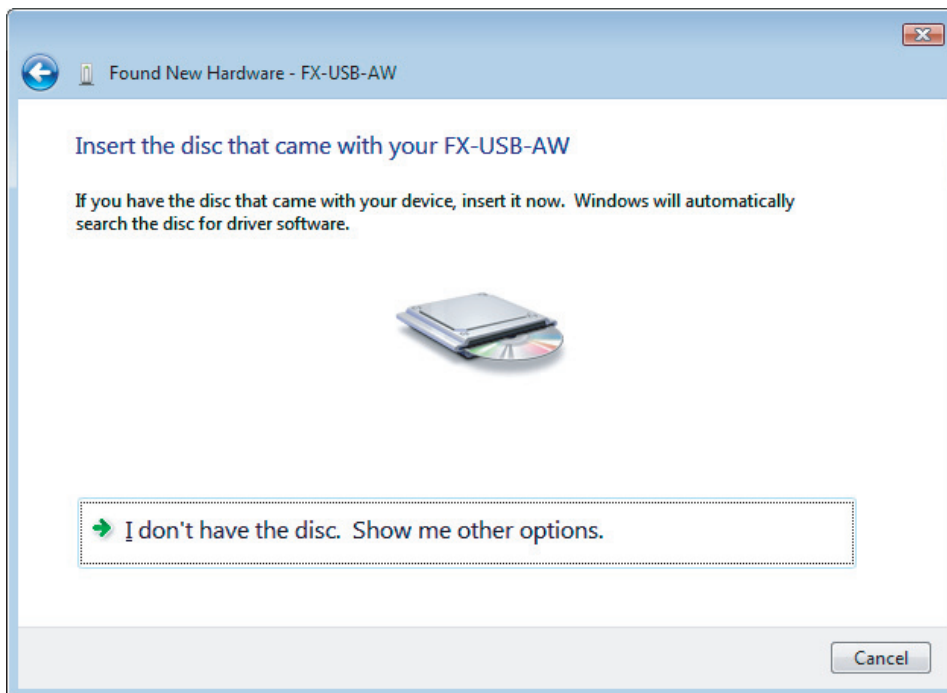 Found New Hardware - FX-USB-AW
Insert the disc that came with your FX-USB-AW
If you have the disc that came with your device, insert it now.  Windows will automatically
search the disc for driver software.
I don't have the disc.  Show me other options.
Cancel